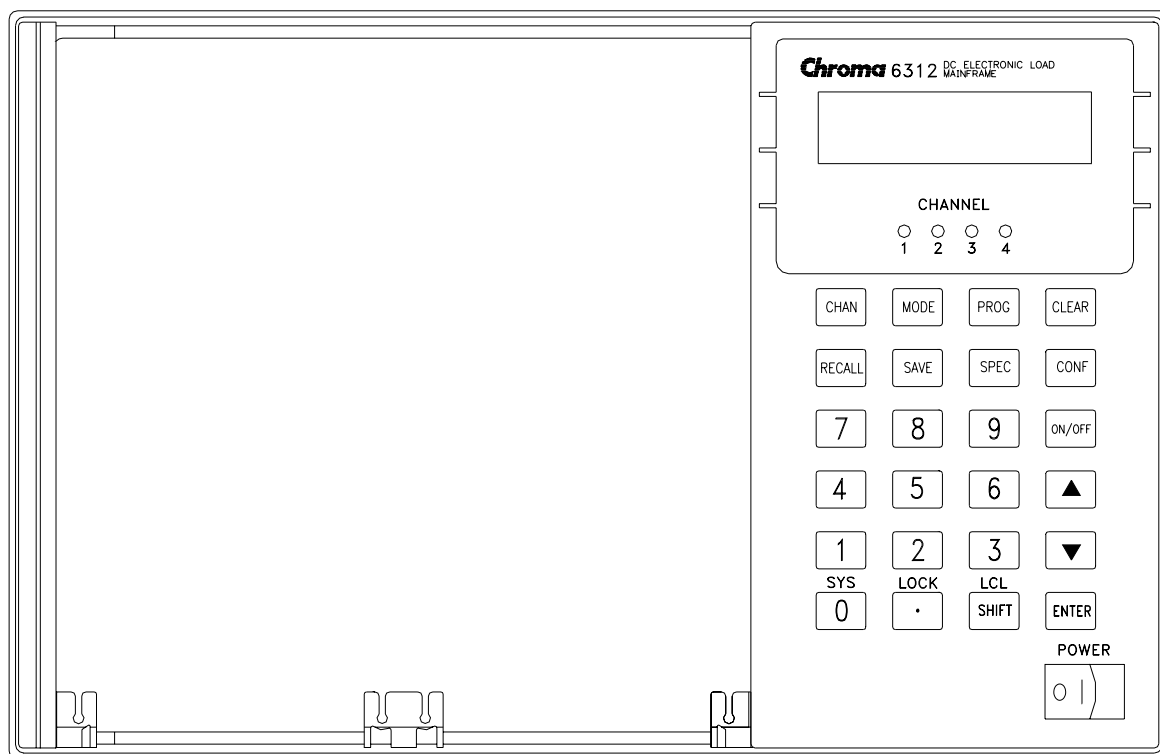 Chroma 6312 DC ELECTRONIC LOAD
MAINFRAME
CHANNEL
1 2 3 4
CHAN MODE PROG CLEAR
RECALL SAVE SPEC CONF
7 8 9 ON/OFF
4 5 6 ▲
1 2 3 ▼
SYS LOCK LCL
0 . SHIFT ENTER
POWER
O |